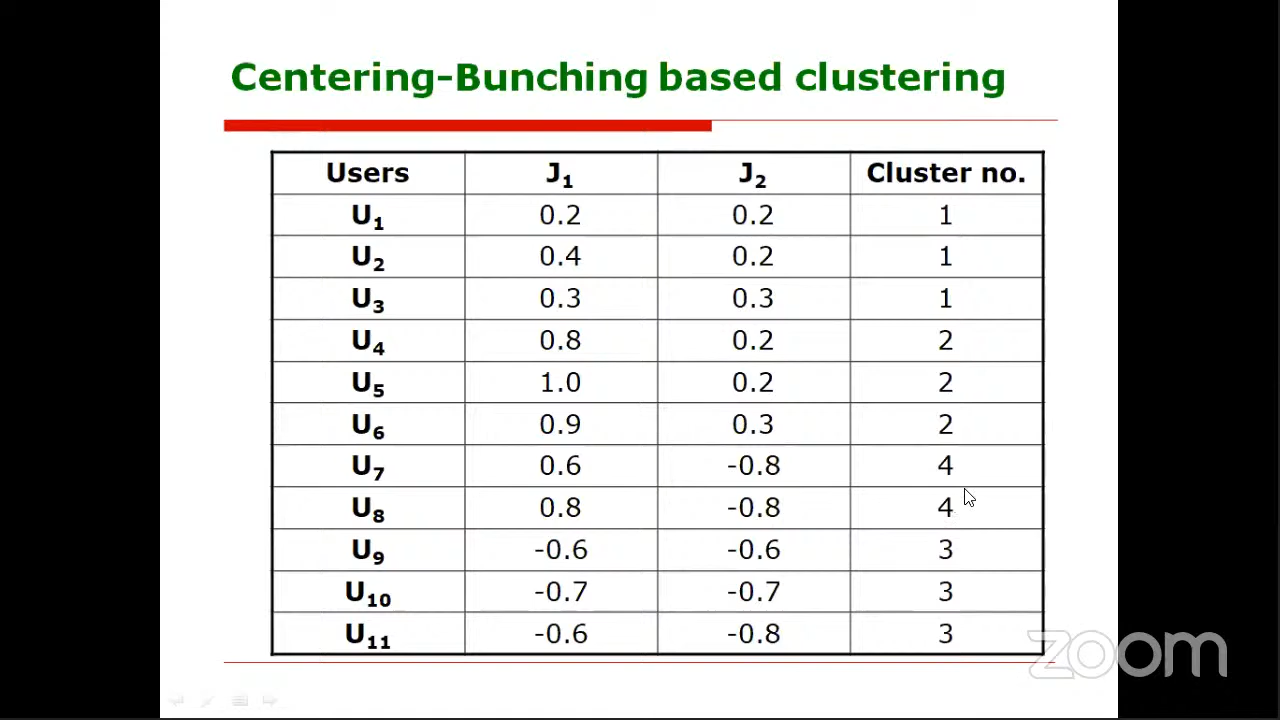 Centering-Bunching based clustering
Users J1 J2 Cluster no.
U1 0.2 0.2 1
U2 0.4 0.2 1
U3 0.3 0.3 1
U4 0.8 0.2 2
U5 1.0 0.2 2
U6 0.9 0.3 2
U7 0.6 -0.8 4
U8 0.8 -0.8 4
U9 -0.6 -0.6 3
U10 -0.7 -0.7 3
U11 -0.6 -0.8 3
zoom